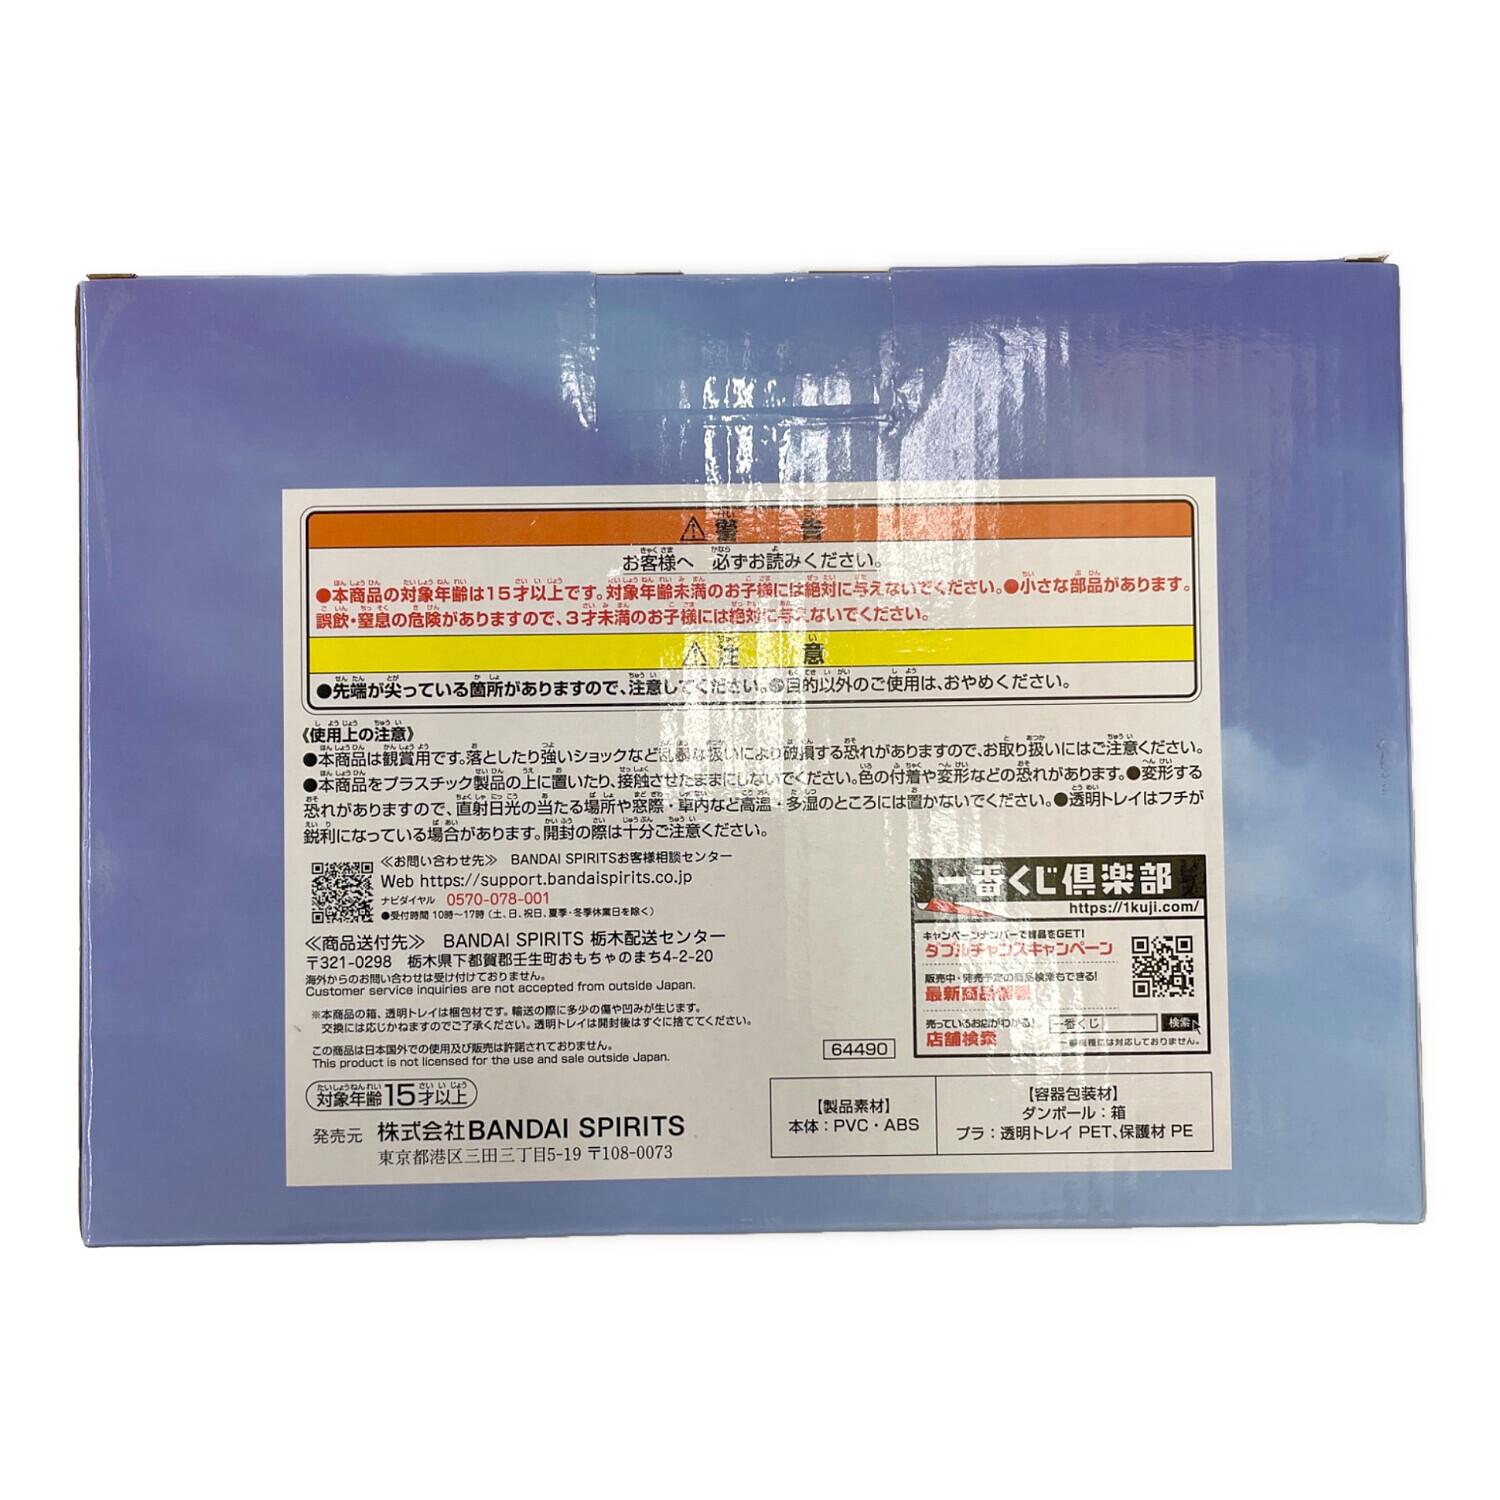 ⚠警告
お客様へ 必ずお読みください。
●本商品の対象年齢は15才以上です。対象年齢未満のお子様には絶対に与えないでください。●小さな部品があります。
誤飲・窒息の危険がありますので、3才未満のお子様には絶対に与えないでください。
⚠注意
●先端が尖っている箇所がありますので、注意してください。●目的以外のご使用は、おやめください。
《使用上の注意》
●本商品は観賞用です。落としたり強いショックなど乱暴な扱いにより破損する恐れがありますので、お取り扱いにはご注意ください。
●本商品をプラスチック製品の上に置いたり、接触させたままにしないでください。色の付着や変形などの恐れがあります。●変形する
恐れがありますので、直射日光の当たる場所や窓際・車内など高温・多湿のところには置かないでください。●透明トレイはフチが
鋭利になっている場合があります。開封の際は十分ご注意ください。
≪お問い合わせ先≫ BANDAI SPIRITSお客様相談センター
Web https://support.bandaispirits.co.jp
ナビダイヤル 0570-078-001
●受付時間 10時〜17時(土、日、祝日、夏季・冬季休業日を除く)
≪商品送付先≫ BANDAI SPIRITS 栃木配送センター
〒321-0298 栃木県下都賀郡壬生町おもちゃのまち4-2-20
海外からのお問い合わせは受け付けておりません。
Customer service inquiries are not accepted from outside Japan.
※本商品の箱、透明トレイは梱包材です。輸送の際に多少の傷や凹みが生じます。
交換には応じかねますのでご了承ください。透明トレイは開封後はすぐに捨ててください。
この商品は日本国外での使用及び販売は許諾されておりません。
This product is not licensed for the use and sale outside Japan.
対象年齢15才以上
発売元 株式会社BANDAI SPIRITS
東京都港区三田三丁目5-19 〒108-0073
一番くじ倶楽部
https://1kuji.com/
キャンペーンナンバーで賞品をGET!
ダブルチャンスキャンペーン
販売中・発売予定の商品検索もできる!
最新商品情報
売っているお店がわかる!
店舗検索
一番くじ 検索
一部機種には対応しておりません。
64490
【製品素材】
本体:PVC・ABS
【容器包装材】
ダンボール:箱
プラ:透明トレイ PET、保護材 PE